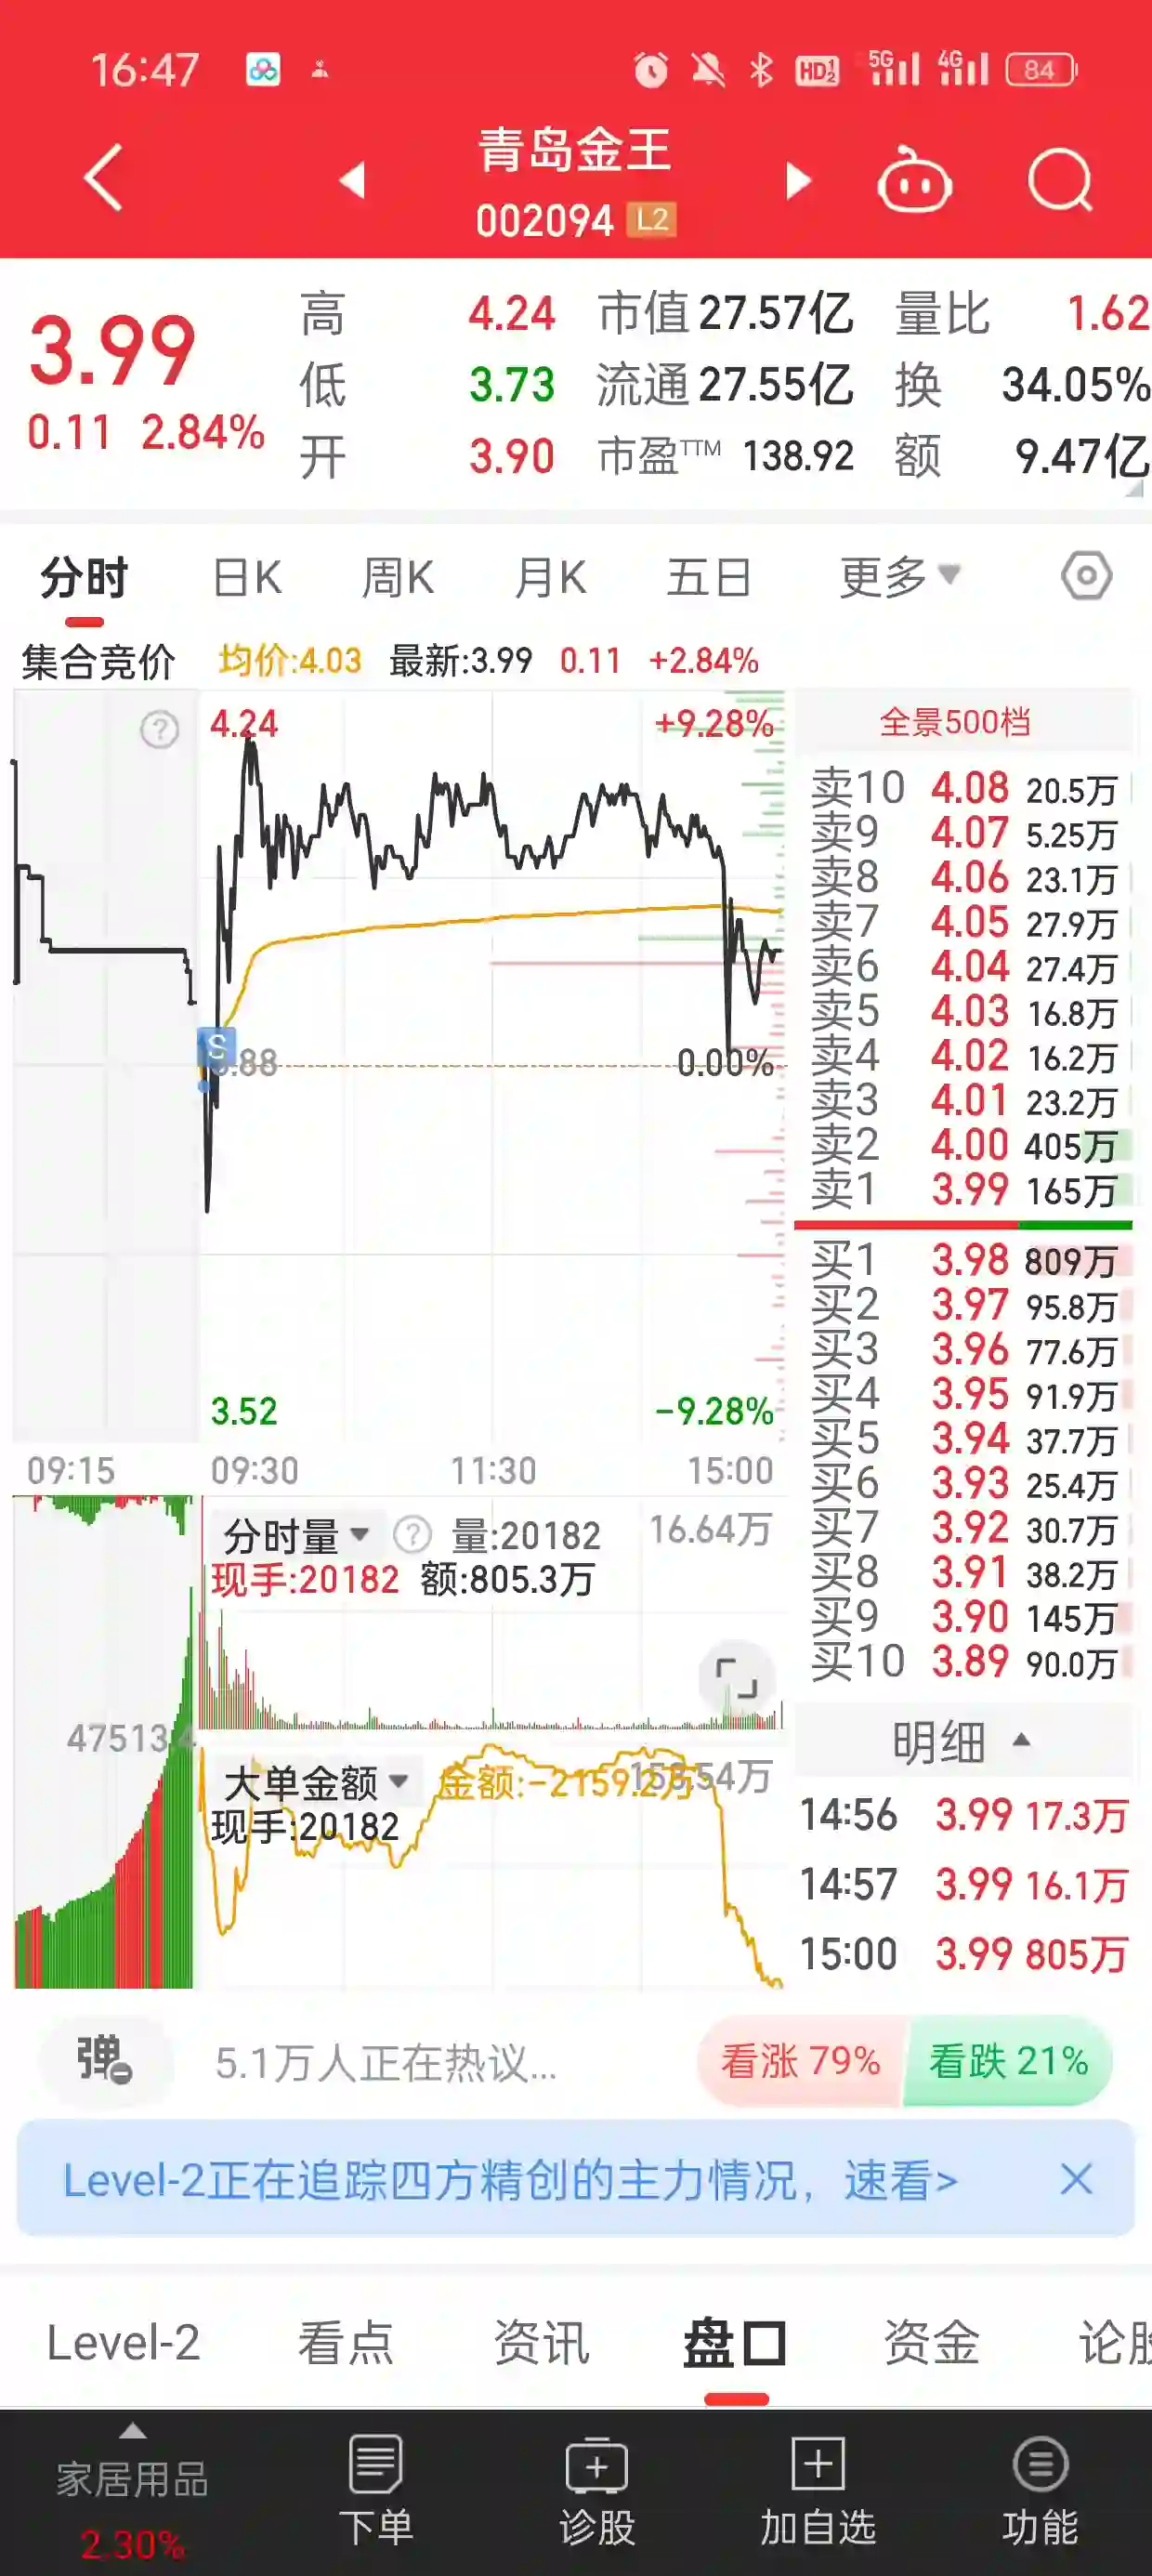 16:47
HD 1 2 5G 4G 84
青岛金王
002094 L2
3.99
0.11 2.84%
高 4.24 市值 27.57亿 量比 1.62
低 3.73 流通 27.55亿 换 34.05%
开 3.90 市盈TTM 138.92 额 9.47亿
分时 日K 周K 月K 五日 更多
集合竞价 均价:4.03 最新:3.99 0.11 +2.84%
4.24 +9.28%
S
.88 0.00%
3.52 -9.28%
09:15 09:30 11:30 15:00
分时量 ? 量:20182 16.64万
现手:20182 额:805.3万
47513.4
大单金额 金额:-2159.2万
现手:20182
全景500档
卖10 4.08 20.5万
卖9 4.07 5.25万
卖8 4.06 23.1万
卖7 4.05 27.9万
卖6 4.04 27.4万
卖5 4.03 16.8万
卖4 4.02 16.2万
卖3 4.01 23.2万
卖2 4.00 405万
卖1 3.99 165万
买1 3.98 809万
买2 3.97 95.8万
买3 3.96 77.6万
买4 3.95 91.9万
买5 3.94 37.7万
买6 3.93 25.4万
买7 3.92 30.7万
买8 3.91 38.2万
买9 3.90 145万
买10 3.89 90.0万
明细
14:56 3.99 17.3万
14:57 3.99 16.1万
15:00 3.99 805万
弹 5.1万人正在热议... 看涨 79% 看跌 21%
Level-2正在追踪四方精创的主力情况，速看>
Level-2 看点 资讯 盘口 资金 论股
家居用品 下单 诊股 加自选 功能
2.30%